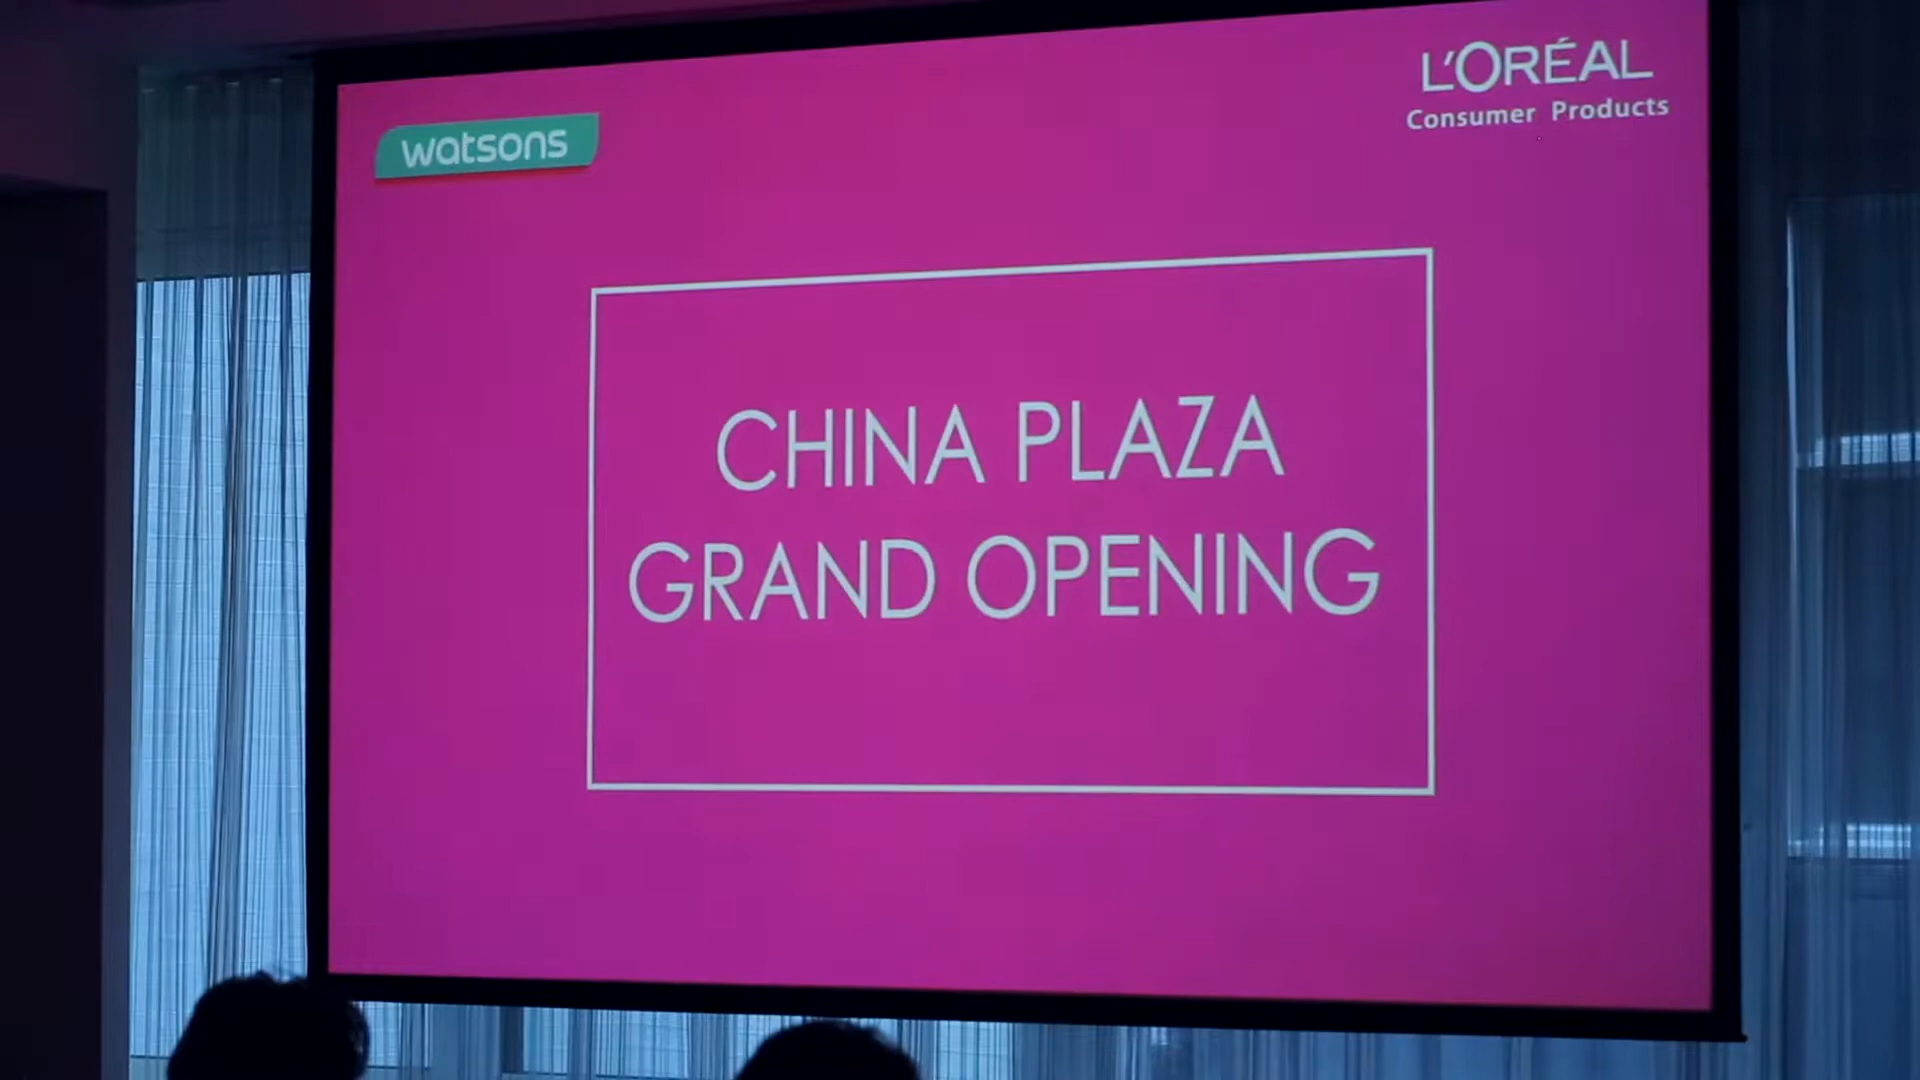 watsons
L'ORÉAL
Consumer Products
CHINA PLAZA
GRAND OPENING